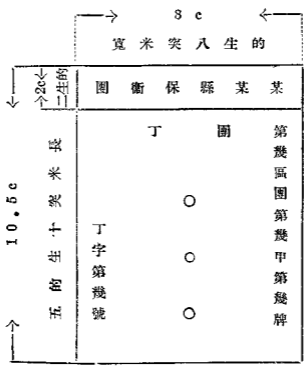 8 c
寬米突八生的
2c
二生的
某某縣保衛團
10.5c
長米突十生的五
團丁
第幾區團第幾甲第幾牌
○○○
丁字第幾號